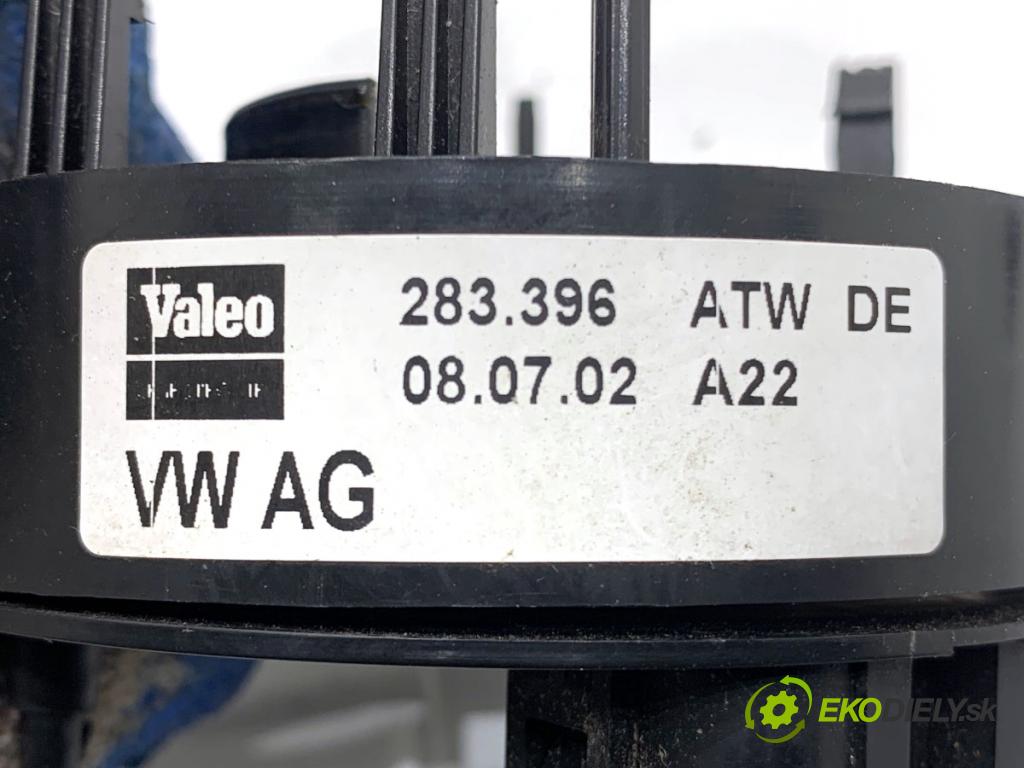 Valeo
283.396 ATW DE
08.07.02 A22
VW AG
EKODIELY.sk